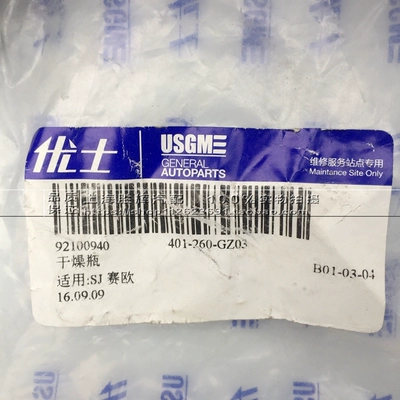 优士
USGME
GENERAL
AUTOPARTS
维修服务站点专用
Maintance Site Only
92100940
401-260-GZ03
干燥瓶
适用:SJ 赛欧
16.09.09
B01-03-04